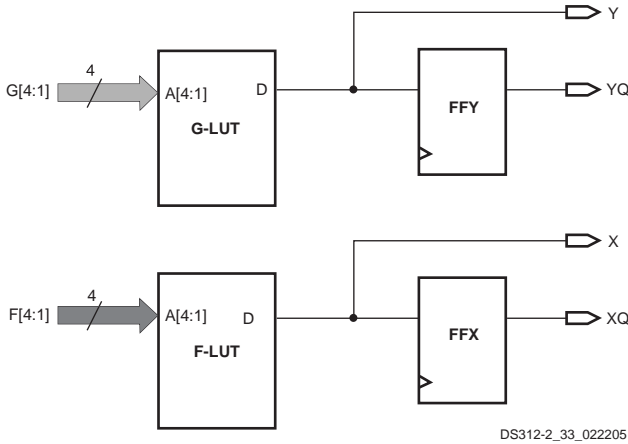 Y
4
G[4:1]
A[4:1]
D
YQ
FFY
G-LUT
X
4
F[4:1]
A[4:1]
D
XQ
FFX
F-LUT
DS312-2_33_022205